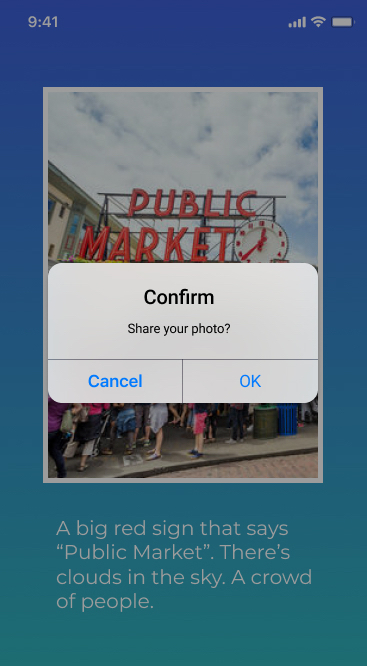 9:41
PUBLIC
MARKET
Confirm
Share your photo?
Cancel
OK
A big red sign that says
“Public Market”. There’s
clouds in the sky. A crowd
of people.